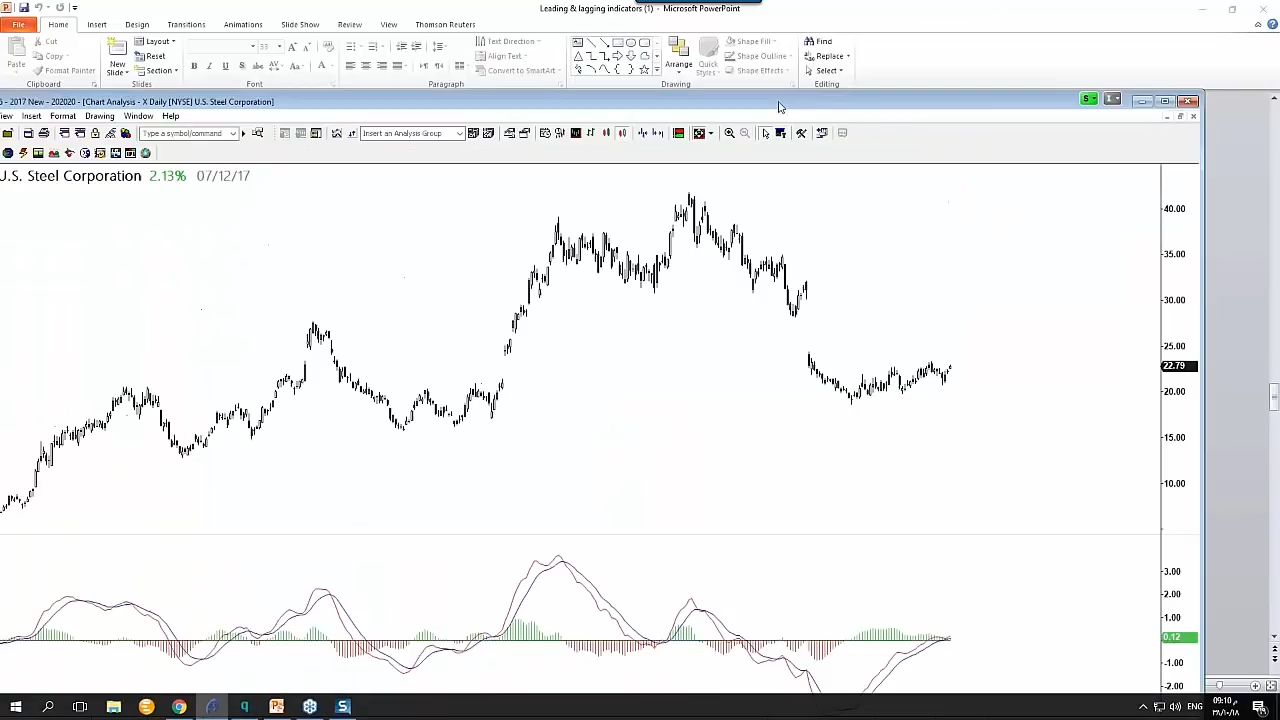 Leading & lagging indicators (1) - Microsoft PowerPoint
File Home Insert Design Transitions Animations Slide Show Review View Thomson Reuters
Cut Layout 33 Text Direction Shape Fill Find
Copy Reset Align Text Shape Outline Replace
Paste Format Painter New Slide Section Convert to SmartArt Arrange Quick Styles Shape Effects Select
Clipboard Slides Font Paragraph Drawing Editing
- 2017 New - 202020 - [Chart Analysis - X Daily [NYSE] U.S. Steel Corporation]
Insert Format Drawing Window Help
Type a symbol/command Insert an Analysis Group
U.S. Steel Corporation 2.13% 07/12/17
40.00
35.00
30.00
25.00
22.79
20.00
15.00
10.00
3.00
2.00
1.00
0.12
-1.00
-2.00
ENG